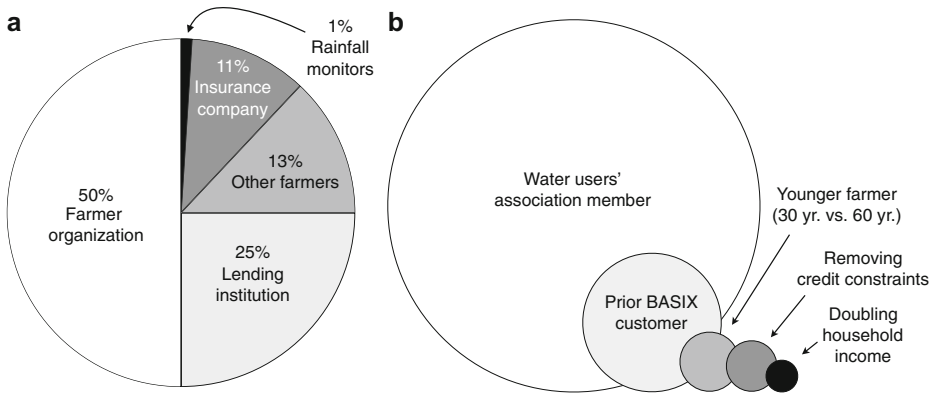 a
1%
Rainfall
monitors
11%
Insurance
company
13%
Other farmers
50%
Farmer
organization
25%
Lending
institution
b
Water users’
association member
Younger farmer
(30 yr. vs. 60 yr.)
Removing
credit constraints
Prior BASIX
customer
Doubling
household
income